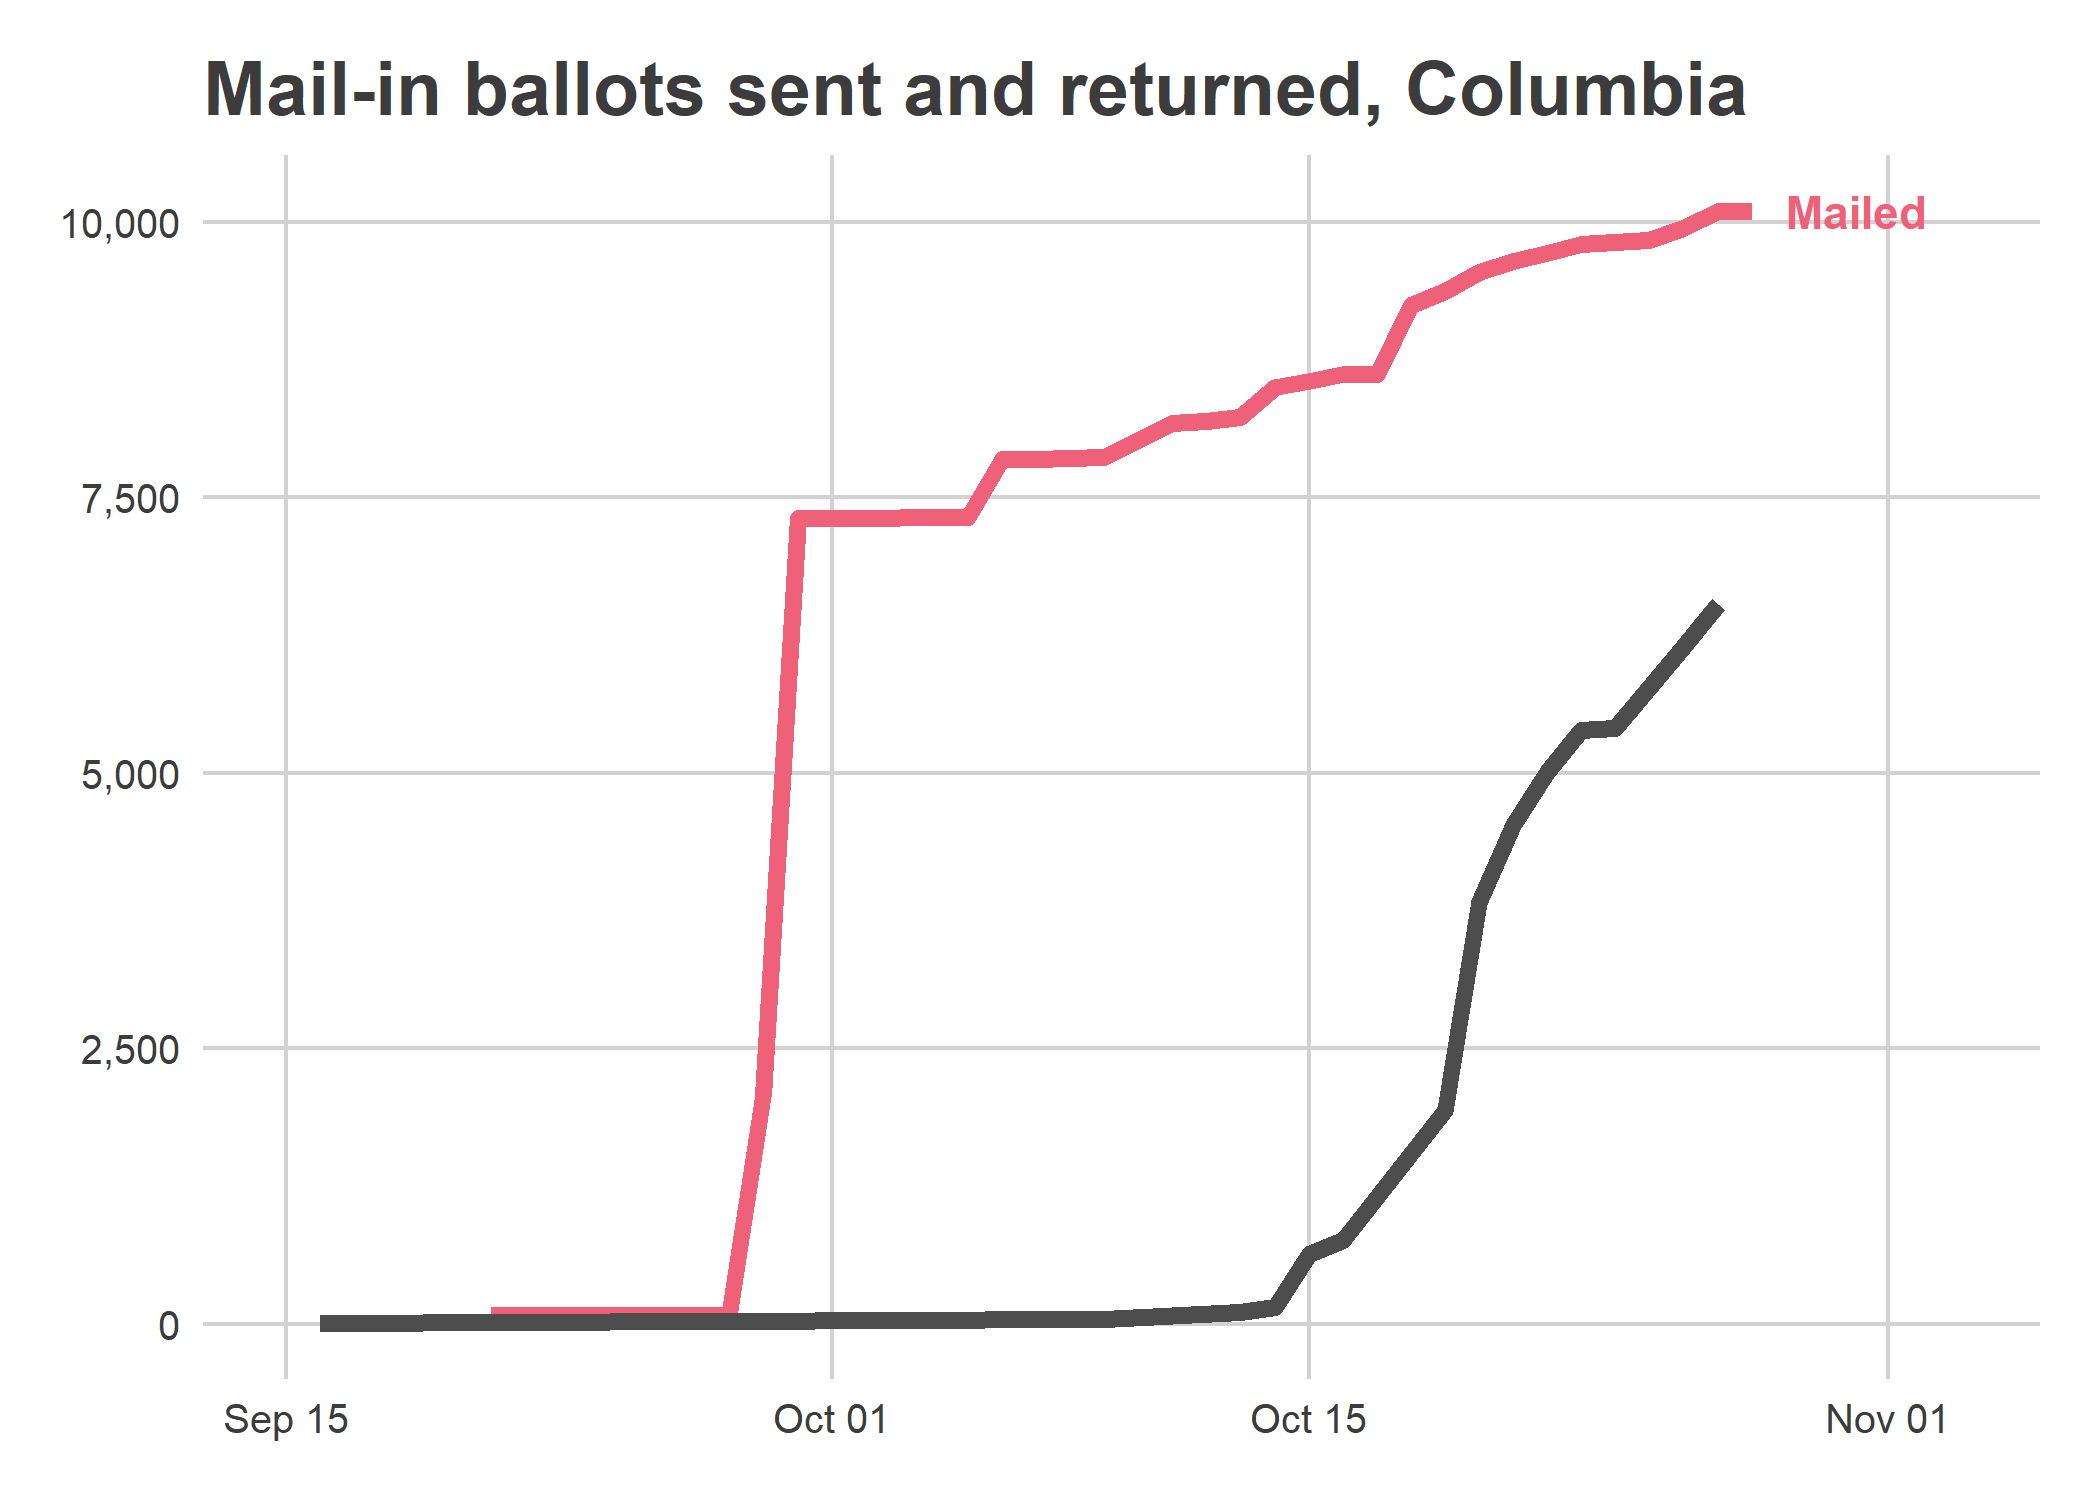 Mail-in ballots sent and returned, Columbia
10,000
Mailed
7,500
5,000
2,500
0
Sep 15
Oct 01
Oct 15
Nov 01